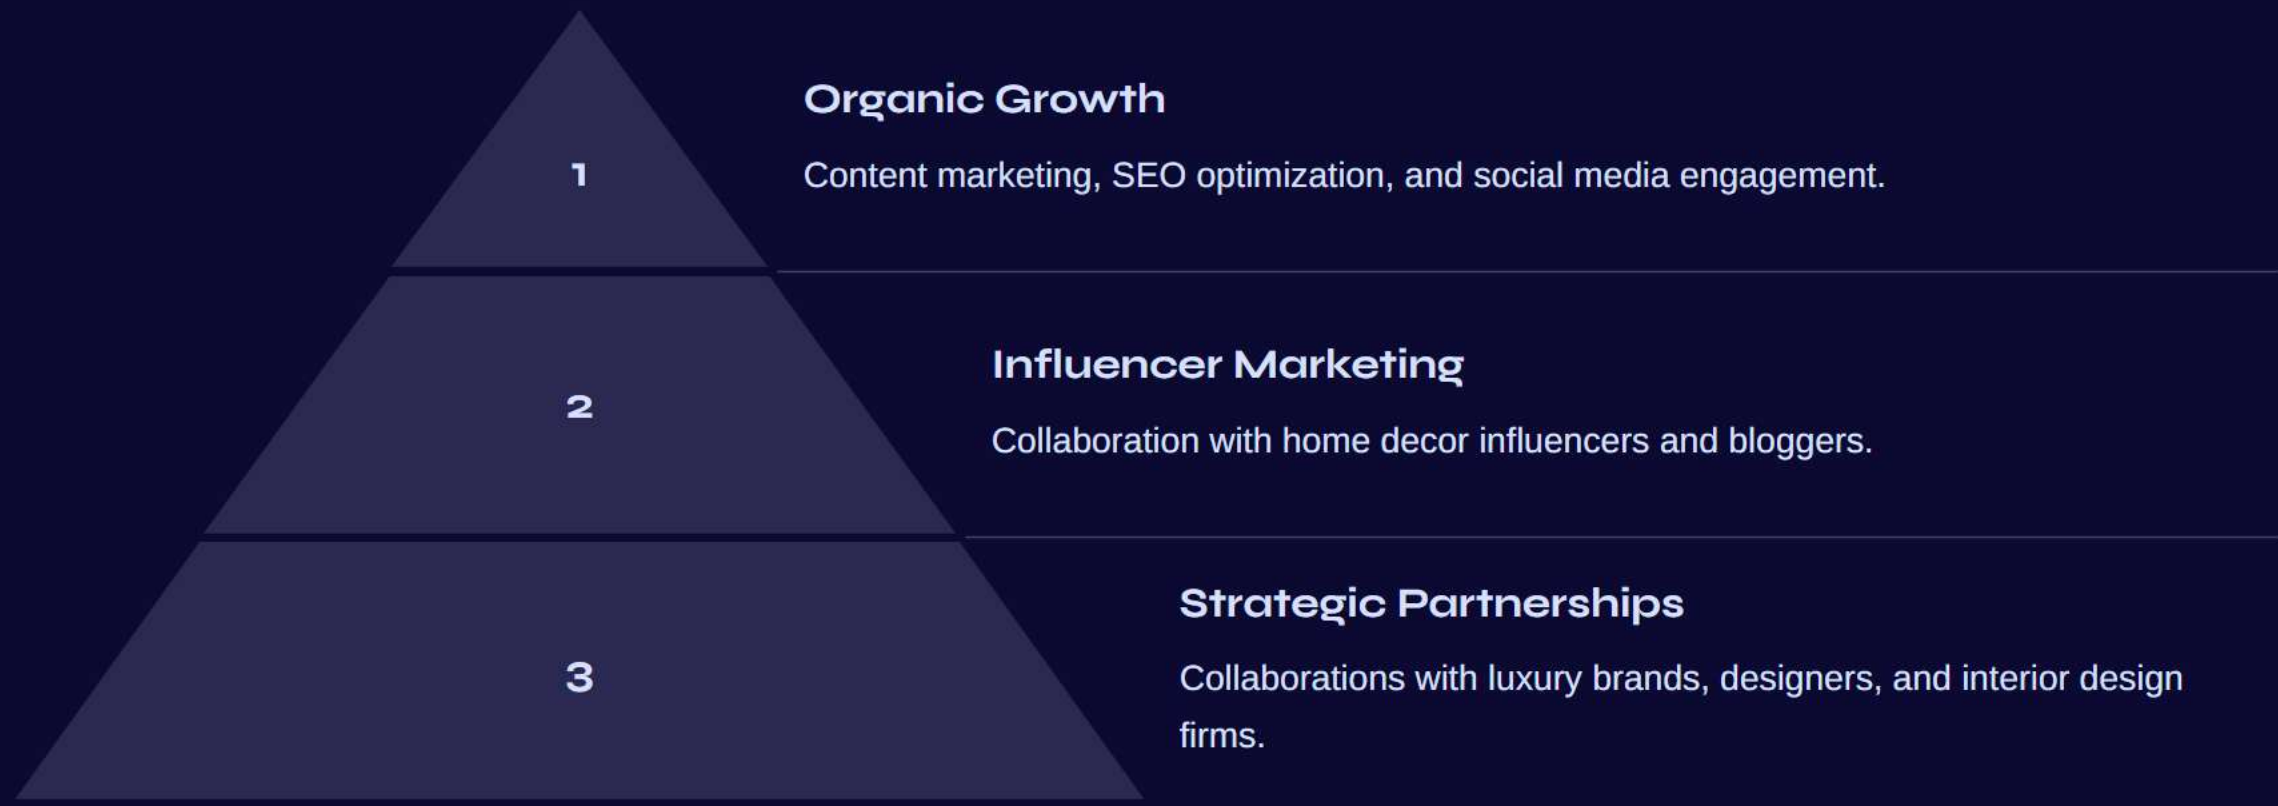 Organic Growth
1
Content marketing, SEO optimization, and social media engagement.
Influencer Marketing
2
Collaboration with home decor influencers and bloggers.
Strategic Partnerships
3
Collaborations with luxury brands, designers, and interior design
firms.